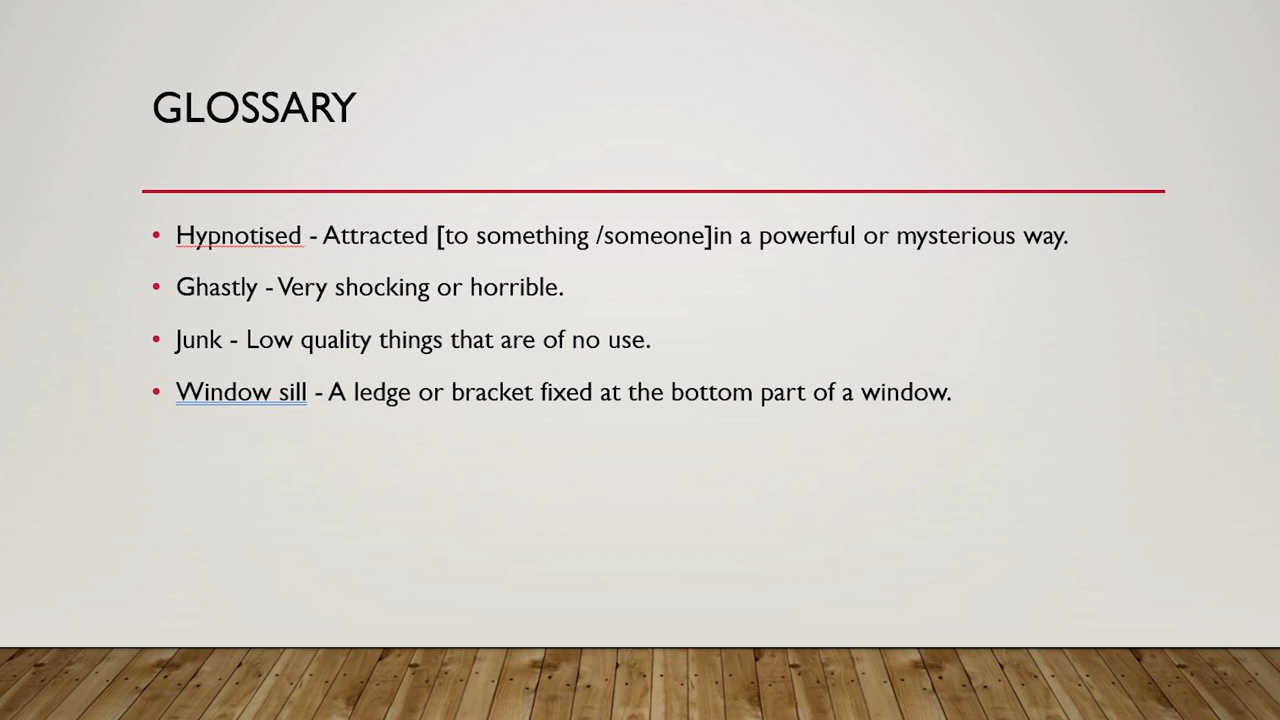 GLOSSARY
• Hypnotised - Attracted [to something /someone]in a powerful or mysterious way.
• Ghastly - Very shocking or horrible.
• Junk - Low quality things that are of no use.
• Window sill - A ledge or bracket fixed at the bottom part of a window.